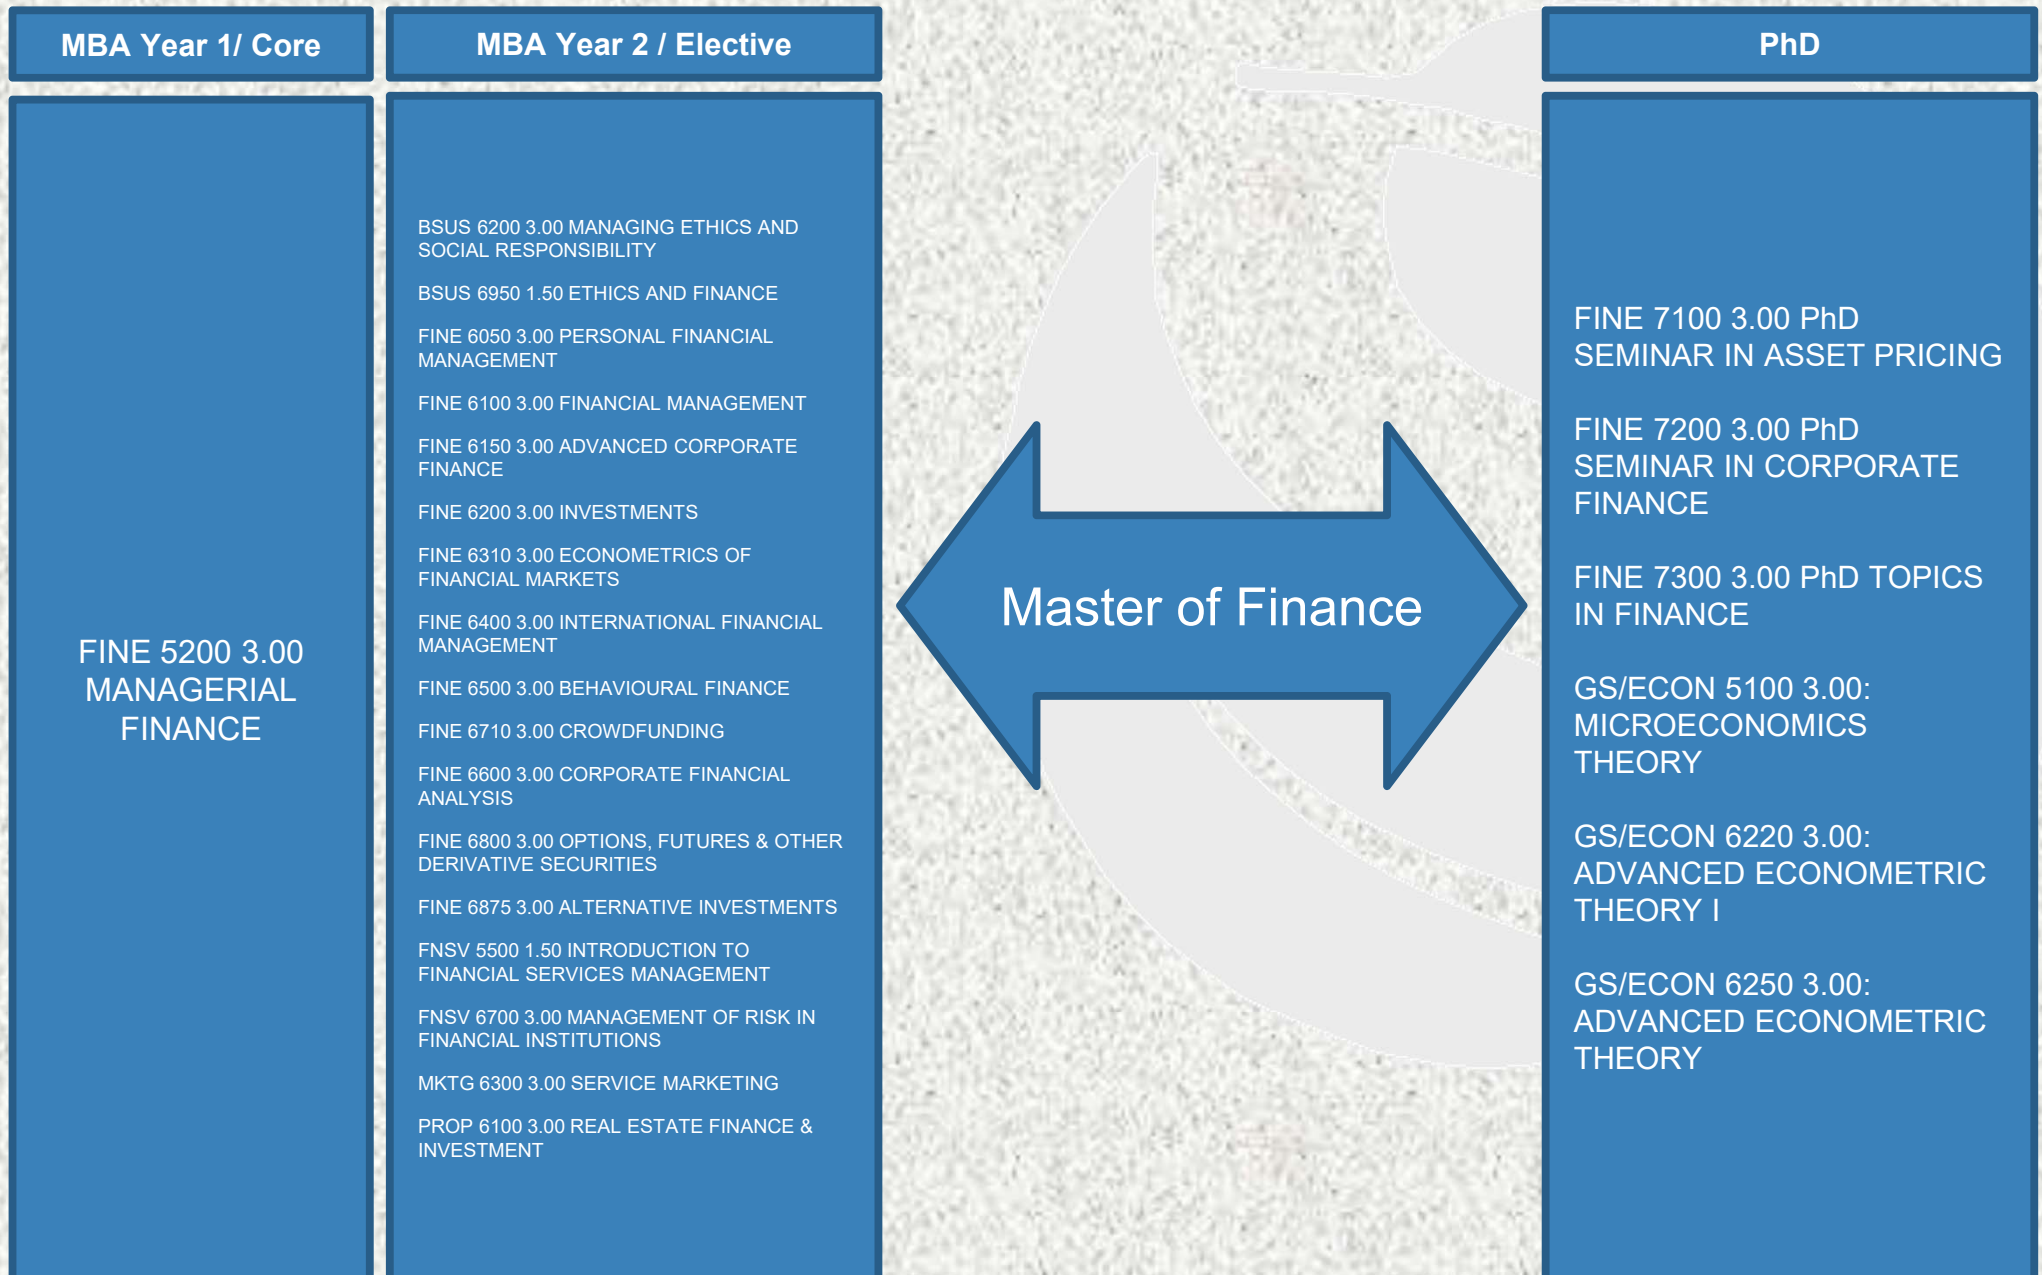 MBA Year 1/ Core
MBA Year 2 / Elective
PhD
FINE 5200 3.00
MANAGERIAL
FINANCE
BSUS 6200 3.00 MANAGING ETHICS AND
SOCIAL RESPONSIBILITY
BSUS 6950 1.50 ETHICS AND FINANCE
FINE 6050 3.00 PERSONAL FINANCIAL
MANAGEMENT
FINE 6100 3.00 FINANCIAL MANAGEMENT
FINE 6150 3.00 ADVANCED CORPORATE
FINANCE
FINE 6200 3.00 INVESTMENTS
FINE 6310 3.00 ECONOMETRICS OF
FINANCIAL MARKETS
FINE 6400 3.00 INTERNATIONAL FINANCIAL
MANAGEMENT
FINE 6500 3.00 BEHAVIOURAL FINANCE
FINE 6710 3.00 CROWDFUNDING
FINE 6600 3.00 CORPORATE FINANCIAL
ANALYSIS
FINE 6800 3.00 OPTIONS, FUTURES & OTHER
DERIVATIVE SECURITIES
FINE 6875 3.00 ALTERNATIVE INVESTMENTS
FNSV 5500 1.50 INTRODUCTION TO
FINANCIAL SERVICES MANAGEMENT
FNSV 6700 3.00 MANAGEMENT OF RISK IN
FINANCIAL INSTITUTIONS
MKTG 6300 3.00 SERVICE MARKETING
PROP 6100 3.00 REAL ESTATE FINANCE &
INVESTMENT
Master of Finance
FINE 7100 3.00 PhD
SEMINAR IN ASSET PRICING
FINE 7200 3.00 PhD
SEMINAR IN CORPORATE
FINANCE
FINE 7300 3.00 PhD TOPICS
IN FINANCE
GS/ECON 5100 3.00:
MICROECONOMICS
THEORY
GS/ECON 6220 3.00:
ADVANCED ECONOMETRIC
THEORY I
GS/ECON 6250 3.00:
ADVANCED ECONOMETRIC
THEORY